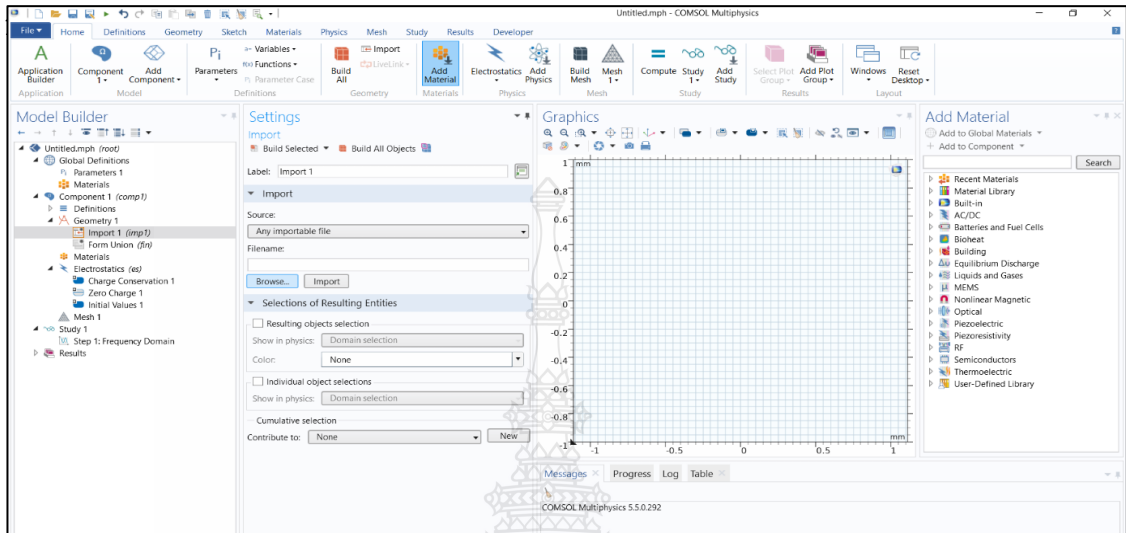 Untitled.mph - COMSOL Multiphysics
File Home Definitions Geometry Sketch Materials Physics Mesh Study Results Developer
A
Application Builder
Application
Component 1
Add Component
Model
Pi
Parameters
a= Variables
f(x) Functions
Pi Parameter Case
Definitions
Build All
Import
LiveLink
Geometry
Add Material
Materials
Electrostatics
Add Physics
Physics
Build Mesh
Mesh 1
Mesh
Compute
Study 1
Add Study
Study
Select Plot Group
Add Plot Group
Results
Windows
Reset Desktop
Layout
Model Builder
Untitled.mph (root)
Global Definitions
Pi Parameters 1
Materials
Component 1 (comp1)
Definitions
Geometry 1
Import 1 (imp1)
Form Union (fin)
Materials
Electrostatics (es)
Charge Conservation 1
Zero Charge 1
Initial Values 1
Mesh 1
Study 1
Step 1: Frequency Domain
Results
Settings
Import
Build Selected Build All Objects
Label: Import 1
Import
Source:
Any importable file
Filename:
Browse... Import
Selections of Resulting Entities
Resulting objects selection
Show in physics: Domain selection
Color: None
Individual object selections
Show in physics: Domain selection
Cumulative selection
Contribute to: None New
Graphics
1 mm
0.8
0.6
0.4
0.2
0
-0.2
-0.4
-0.6
-0.8
-1
mm
-1 -0.5 0 0.5 1
Messages Progress Log Table
COMSOL Multiphysics 5.5.0.292
Add Material
Add to Global Materials
+ Add to Component
Search
Recent Materials
Material Library
Built-in
AC/DC
Batteries and Fuel Cells
Bioheat
Building
Equilibrium Discharge
Liquids and Gases
MEMS
Nonlinear Magnetic
Optical
Piezoelectric
Piezoresistivity
RF
Semiconductors
Thermoelectric
User-Defined Library